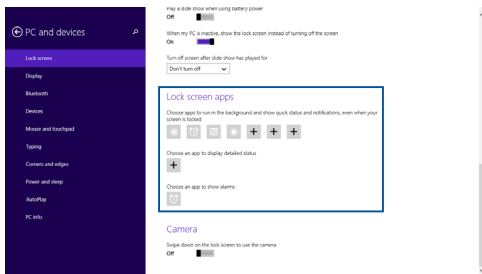 PC and devices
Lock screen
Display
Bluetooth
Devices
Mouse and touchpad
Typing
Corners and edges
Power and sleep
AutoPlay
PC info
Play a slide show when using battery power
Off
When my PC is inactive, show the lock screen instead of turning off the screen
On
Turn off screen after slide show has played for
Don't turn off
Lock screen apps
Choose apps to run in the background and show quick status and notifications, even when your
screen is locked
Choose an app to display detailed status
Choose an app to show alarms
Camera
Swipe down on the lock screen to use the camera
Off